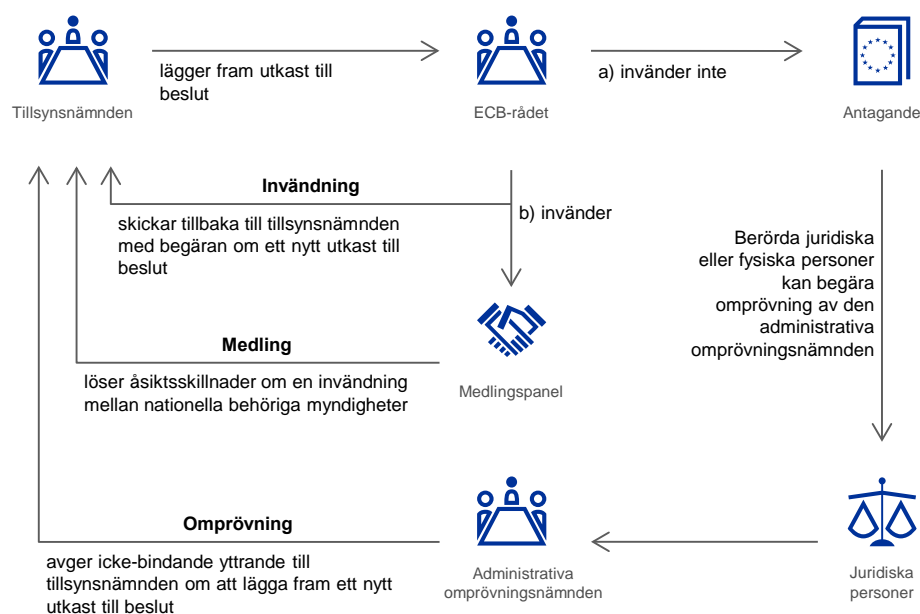 lägger fram utkast till
beslut
a) invänder inte
Tillsynsnämnden
ECB-rådet
Antagande
Invändning
skickar tillbaka till tillsynsnämnden
med begäran om ett nytt utkast till
beslut
b) invänder
Berörda juridiska
eller fysiska personer
kan begära
omprövning av den
administrativa
omprövningsnämnden
Medling
löser åsiktsskillnader om en invändning
mellan nationella behöriga myndigheter
Medlingspanel
Omprövning
avger icke-bindande yttrande till
tillsynsnämnden om att lägga fram ett nytt
utkast till beslut
Administrativa
omprövningsnämnden
Juridiska
personer